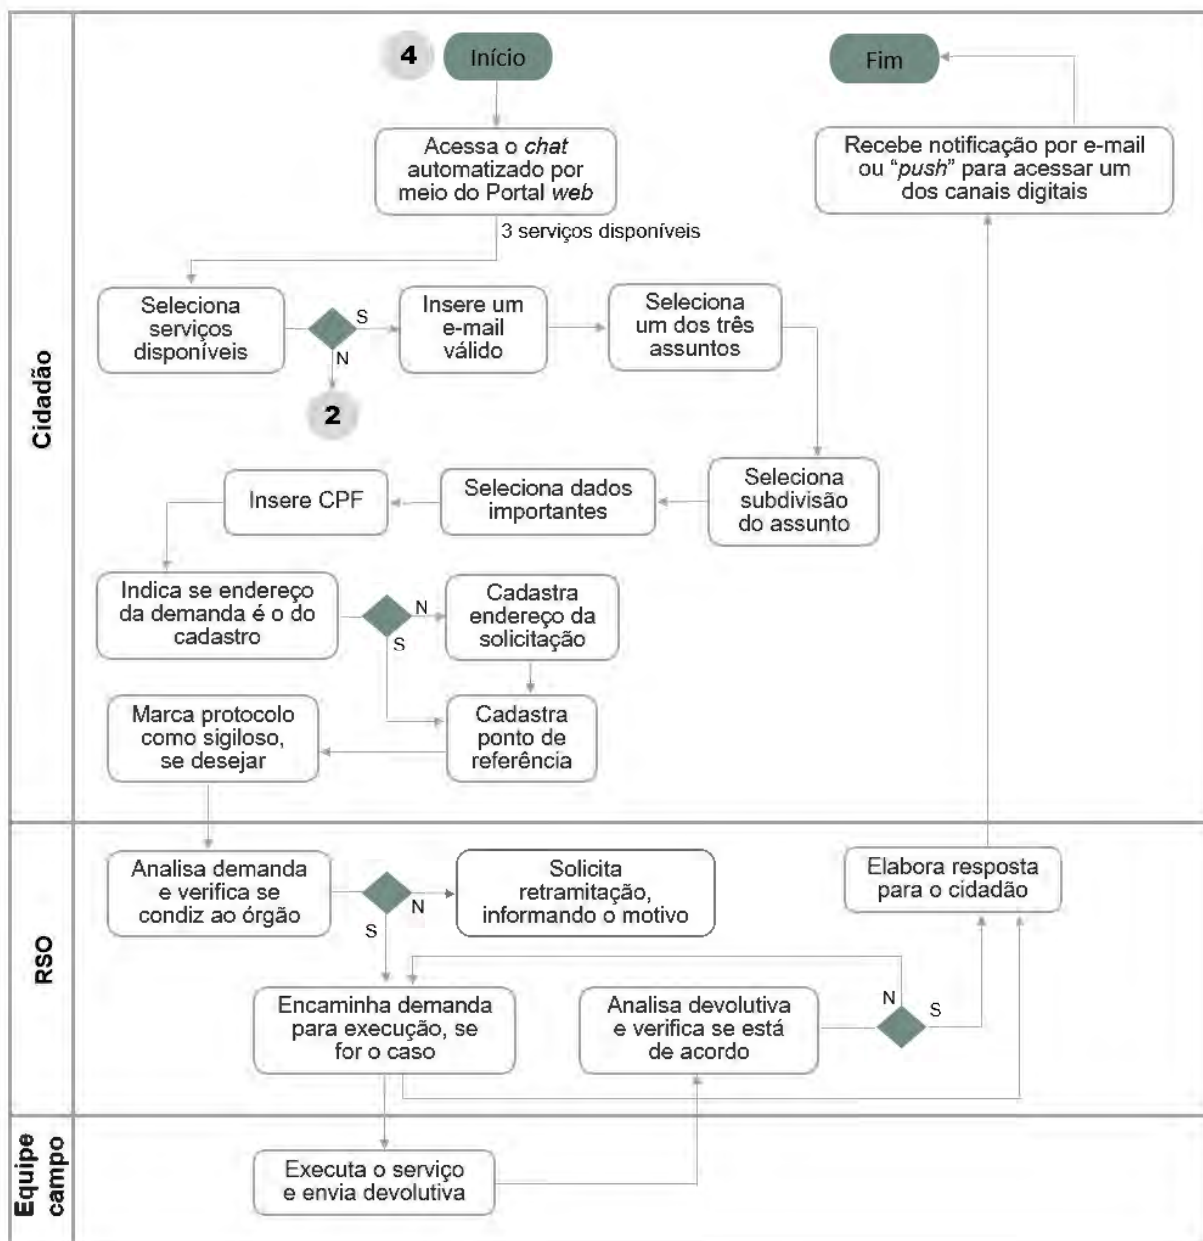 4
Início
Fim
Acessa o chat
automatizado por
meio do Portal web
Recebe notificação por e-mail
ou “push” para acessar um
dos canais digitais
3 serviços disponíveis
Seleciona
serviços
disponíveis
S
N
2
Insere um
e-mail
válido
Seleciona
um dos três
assuntos
Cidadão
Insere CPF
Seleciona dados
importantes
Seleciona
subdivisão
do assunto
Indica se endereço
da demanda é o do
cadastro
N
S
Cadastra
endereço da
solicitação
Marca protocolo
como sigiloso,
se desejar
Cadastra
ponto de
referência
RSO
Analisa demanda
e verifica se
condiz ao órgão
N
S
Solicita
retramitação,
informando o motivo
Elabora resposta
para o cidadão
Encaminha demanda
para execução, se
for o caso
Analisa devolutiva
e verifica se está
de acordo
N
S
Equipe
campo
Executa o serviço
e envia devolutiva